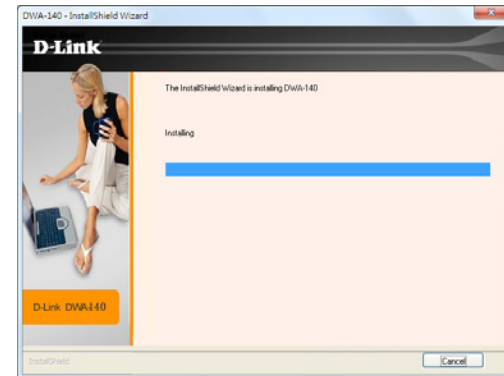 DWA-140 - InstallShield Wizard
D-Link
The InstallShield Wizard is installing DWA-140
Installing
D-Link DWA-140
InstallShield
Cancel